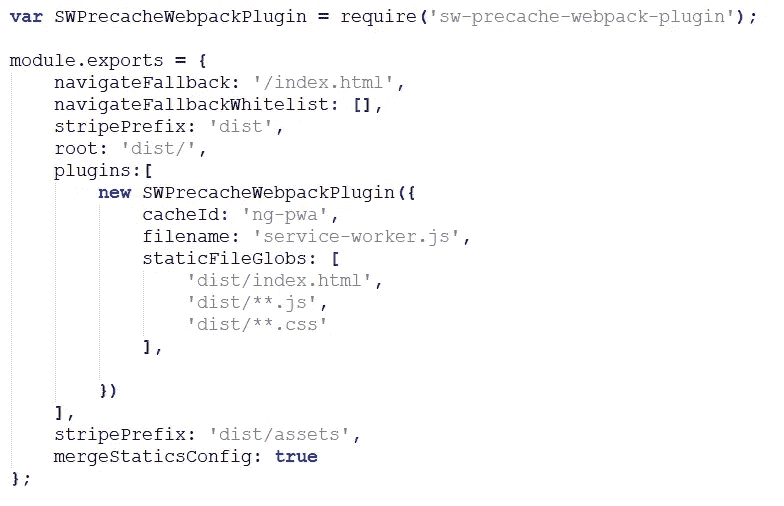 var SWPrecacheWebpackPlugin = require('sw-precache-webpack-plugin');

module.exports = {
    navigateFallback: '/index.html',
    navigateFallbackWhitelist: [],
    stripePrefix: 'dist',
    root: 'dist/',
    plugins:[
        new SWPrecacheWebpackPlugin({
            cacheId: 'ng-pwa',
            filename: 'service-worker.js',
            staticFileGlobs: [
                'dist/index.html',
                'dist/**.js',
                'dist/**.css'
            ],

        })
    ],
    stripePrefix: 'dist/assets',
    mergeStaticsConfig: true
};